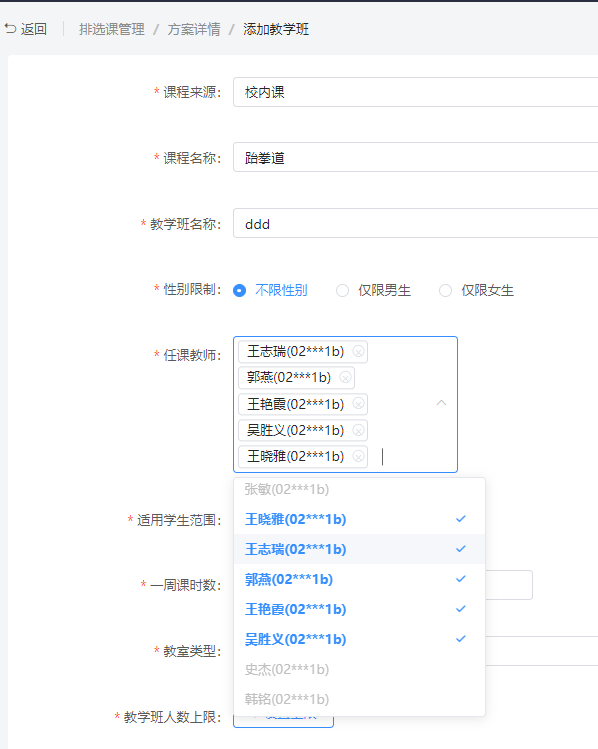 返回 排选课管理 / 方案详情 / 添加教学班
* 课程来源： 校内课
* 课程名称： 跆拳道
* 教学班名称： ddd
* 性别限制： 不限性别 仅限男生 仅限女生
* 任课教师： 王志瑞(02***1b)
郭燕(02***1b)
王艳霞(02***1b)
吴胜义(02***1b)
王晓雅(02***1b)
张敏(02***1b)
* 适用学生范围： 王晓雅(02***1b)
王志瑞(02***1b)
* 一周课时数： 郭燕(02***1b)
王艳霞(02***1b)
* 教室类型： 吴胜义(02***1b)
史杰(02***1b)
韩铭(02***1b)
* 教学班人数上限：